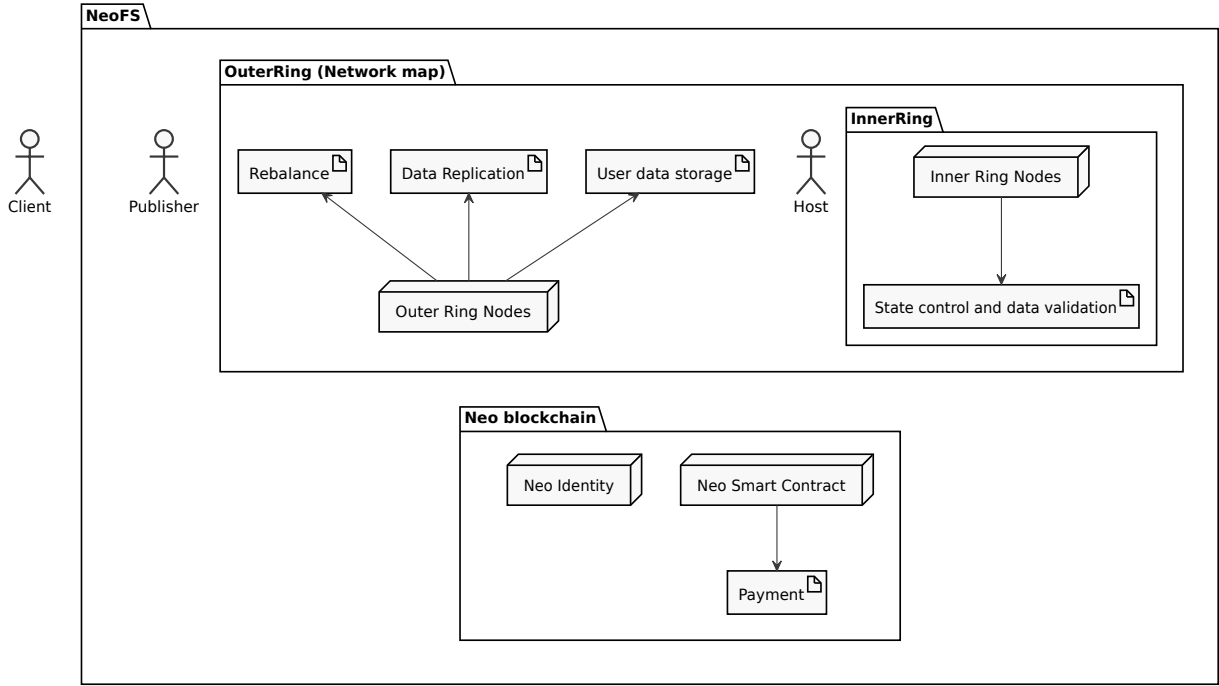 NeoFS
OuterRing (Network map)
InnerRing
Rebalance
Data Replication
User data storage
Inner Ring Nodes
Client
Publisher
Host
Outer Ring Nodes
State control and data validation
Neo blockchain
Neo Identity
Neo Smart Contract
Payment